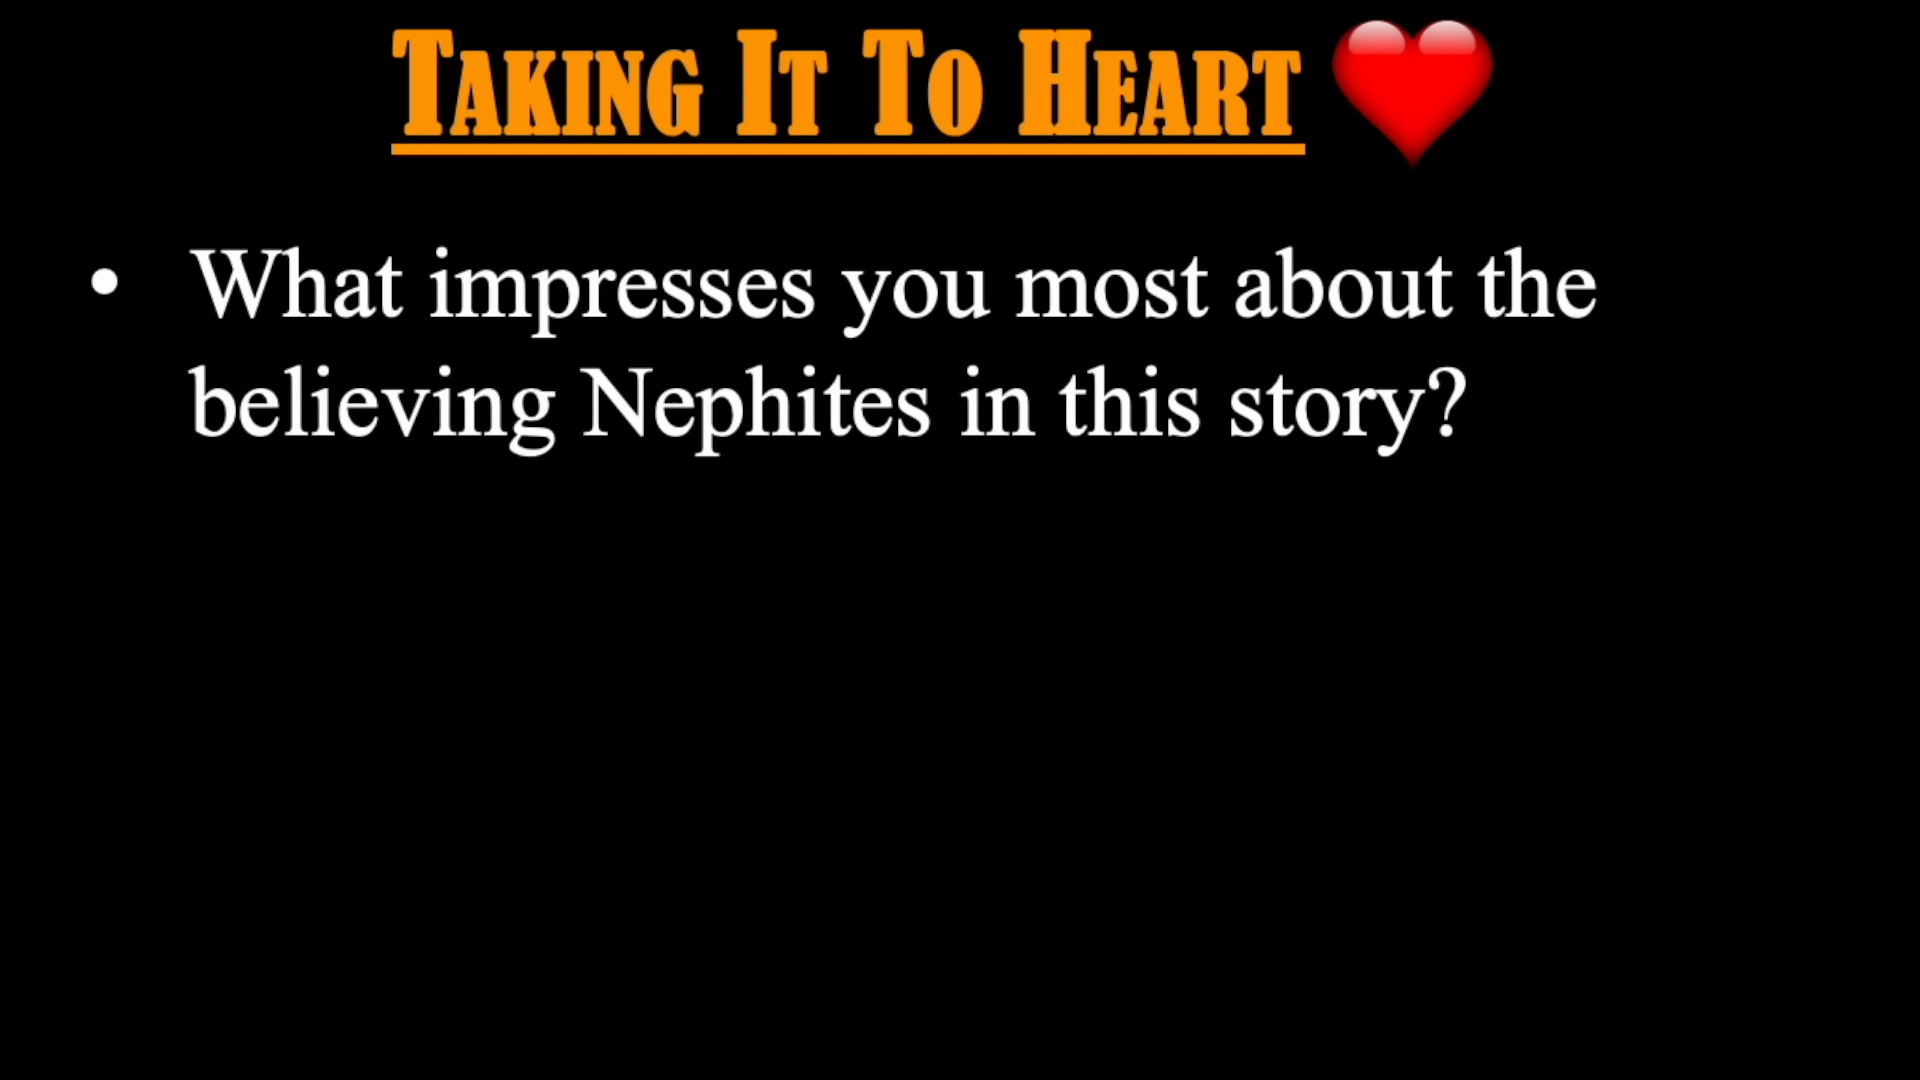 Taking It To Heart
• What impresses you most about the
believing Nephites in this story?